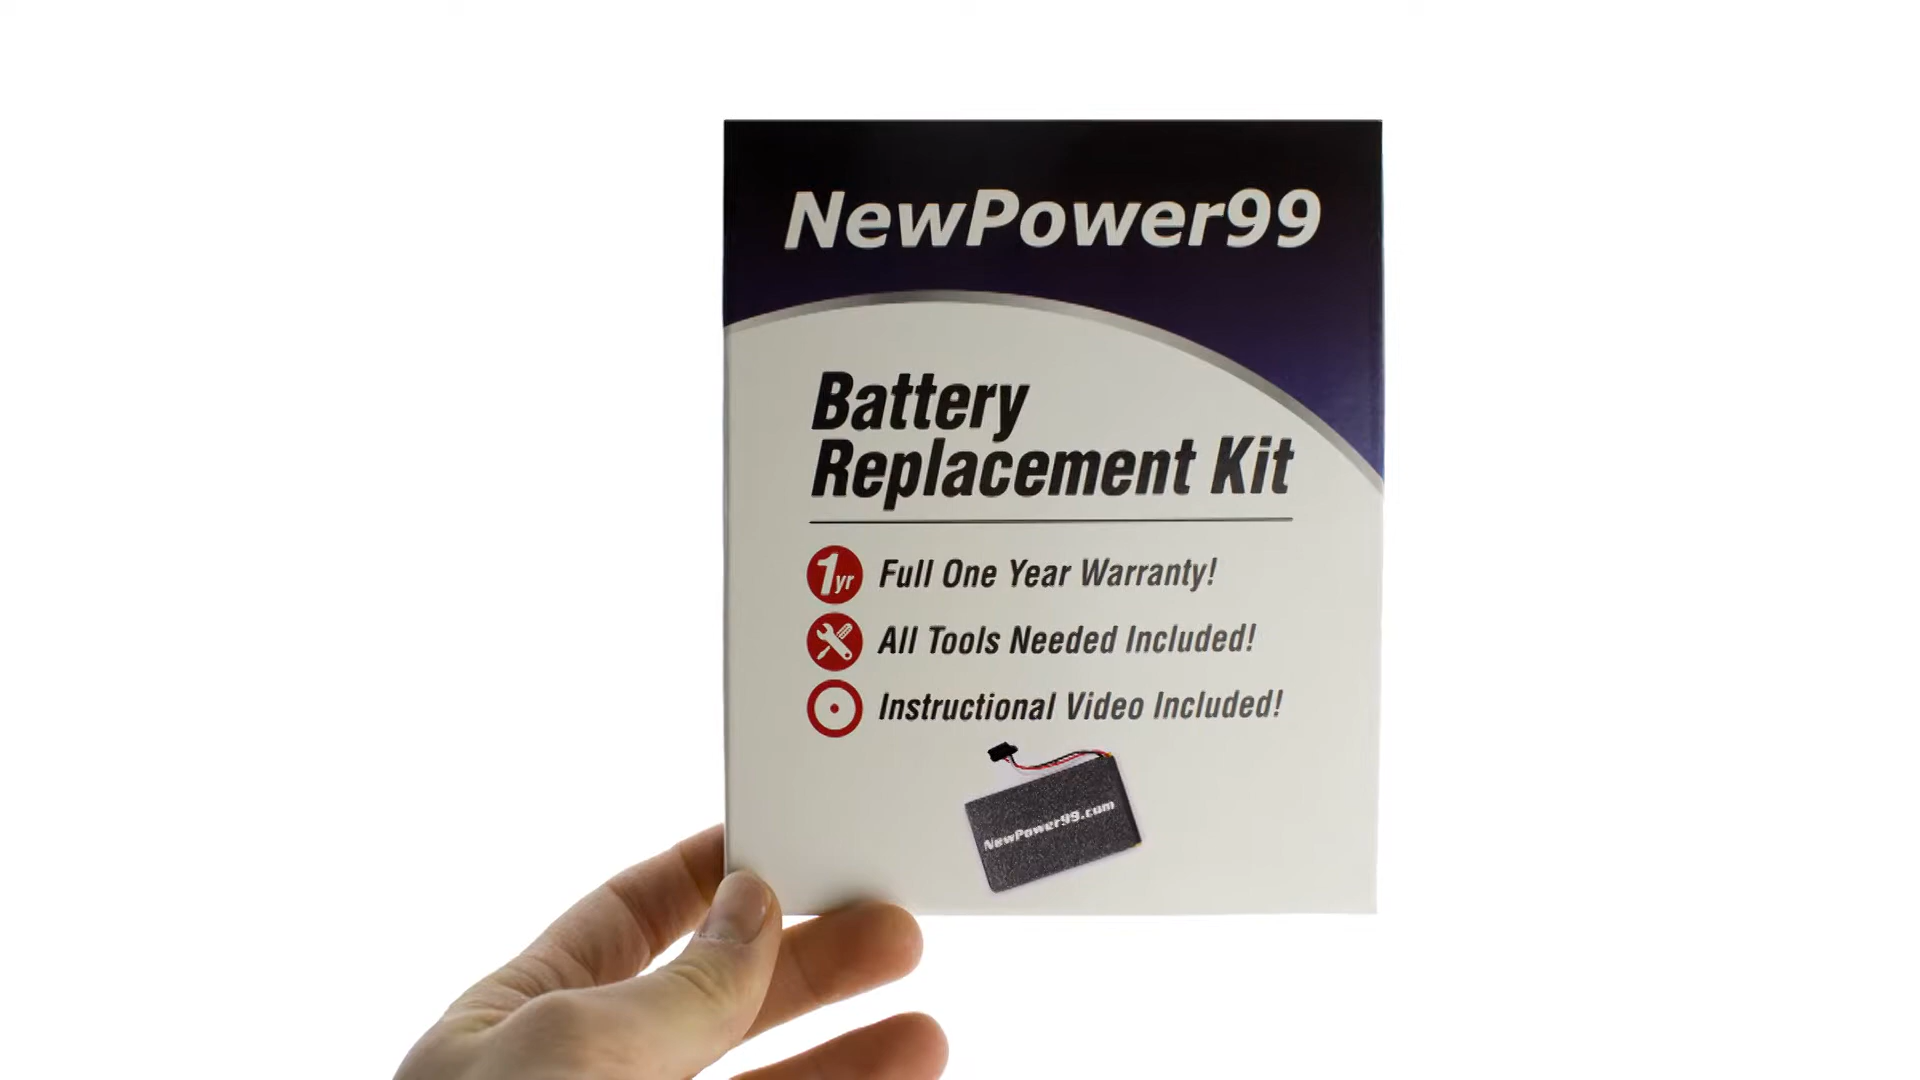 NewPower99
Battery
Replacement Kit
1yr Full One Year Warranty!
All Tools Needed Included!
Instructional Video Included!
NewPower99.com